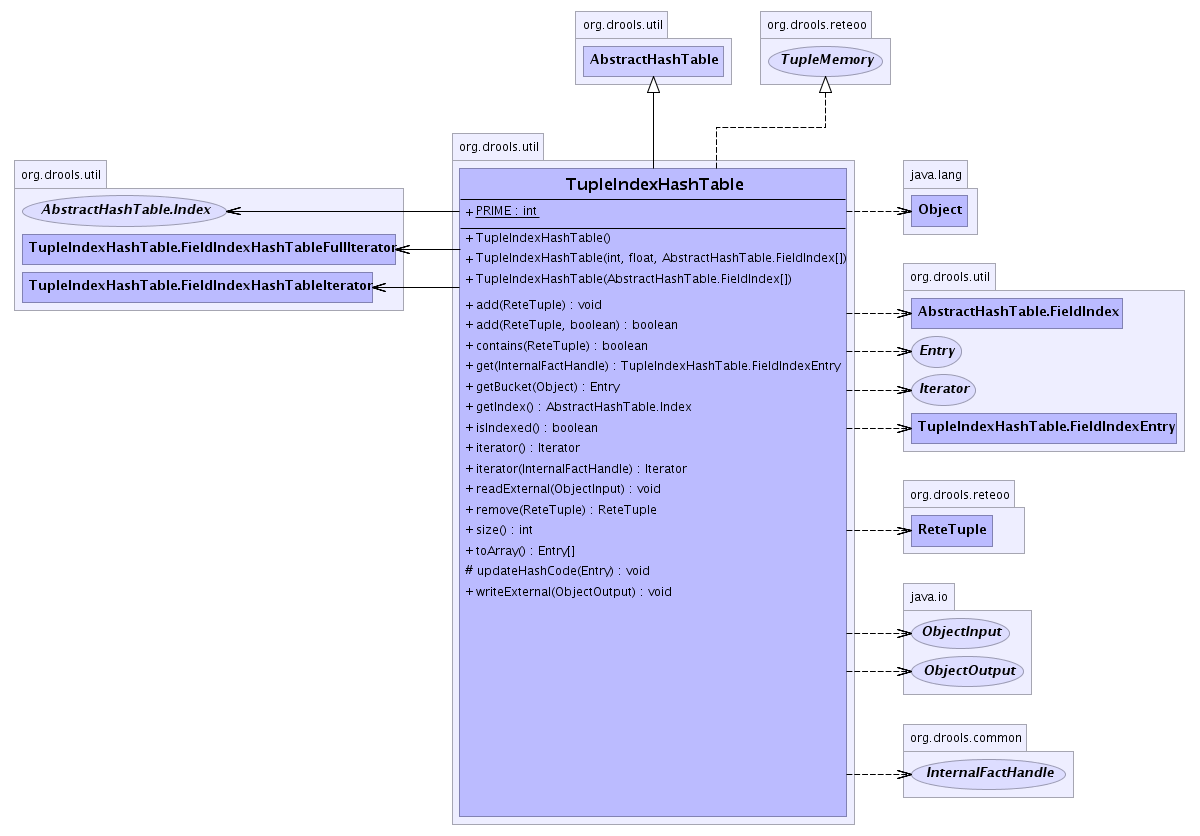 org.drools.util
AbstractHashTable
org.drools.reteoo
TupleMemory
org.drools.util
AbstractHashTable.Index
TupleIndexHashTable.FieldIndexHashTableFullIterator
TupleIndexHashTable.FieldIndexHashTableIterator
org.drools.util
TupleIndexHashTable
+ PRIME : int
+ TupleIndexHashTable()
+ TupleIndexHashTable(int, float, AbstractHashTable.FieldIndex[])
+ TupleIndexHashTable(AbstractHashTable.FieldIndex[])
+ add(ReteTuple) : void
+ add(ReteTuple, boolean) : boolean
+ contains(ReteTuple) : boolean
+ get(InternalFactHandle) : TupleIndexHashTable.FieldIndexEntry
+ getBucket(Object) : Entry
+ getIndex() : AbstractHashTable.Index
+ isIndexed() : boolean
+ iterator() : Iterator
+ iterator(InternalFactHandle) : Iterator
+ readExternal(ObjectInput) : void
+ remove(ReteTuple) : ReteTuple
+ size() : int
+ toArray() : Entry[]
# updateHashCode(Entry) : void
+ writeExternal(ObjectOutput) : void
java.lang
Object
org.drools.util
AbstractHashTable.FieldIndex
Entry
Iterator
TupleIndexHashTable.FieldIndexEntry
org.drools.reteoo
ReteTuple
java.io
ObjectInput
ObjectOutput
org.drools.common
InternalFactHandle